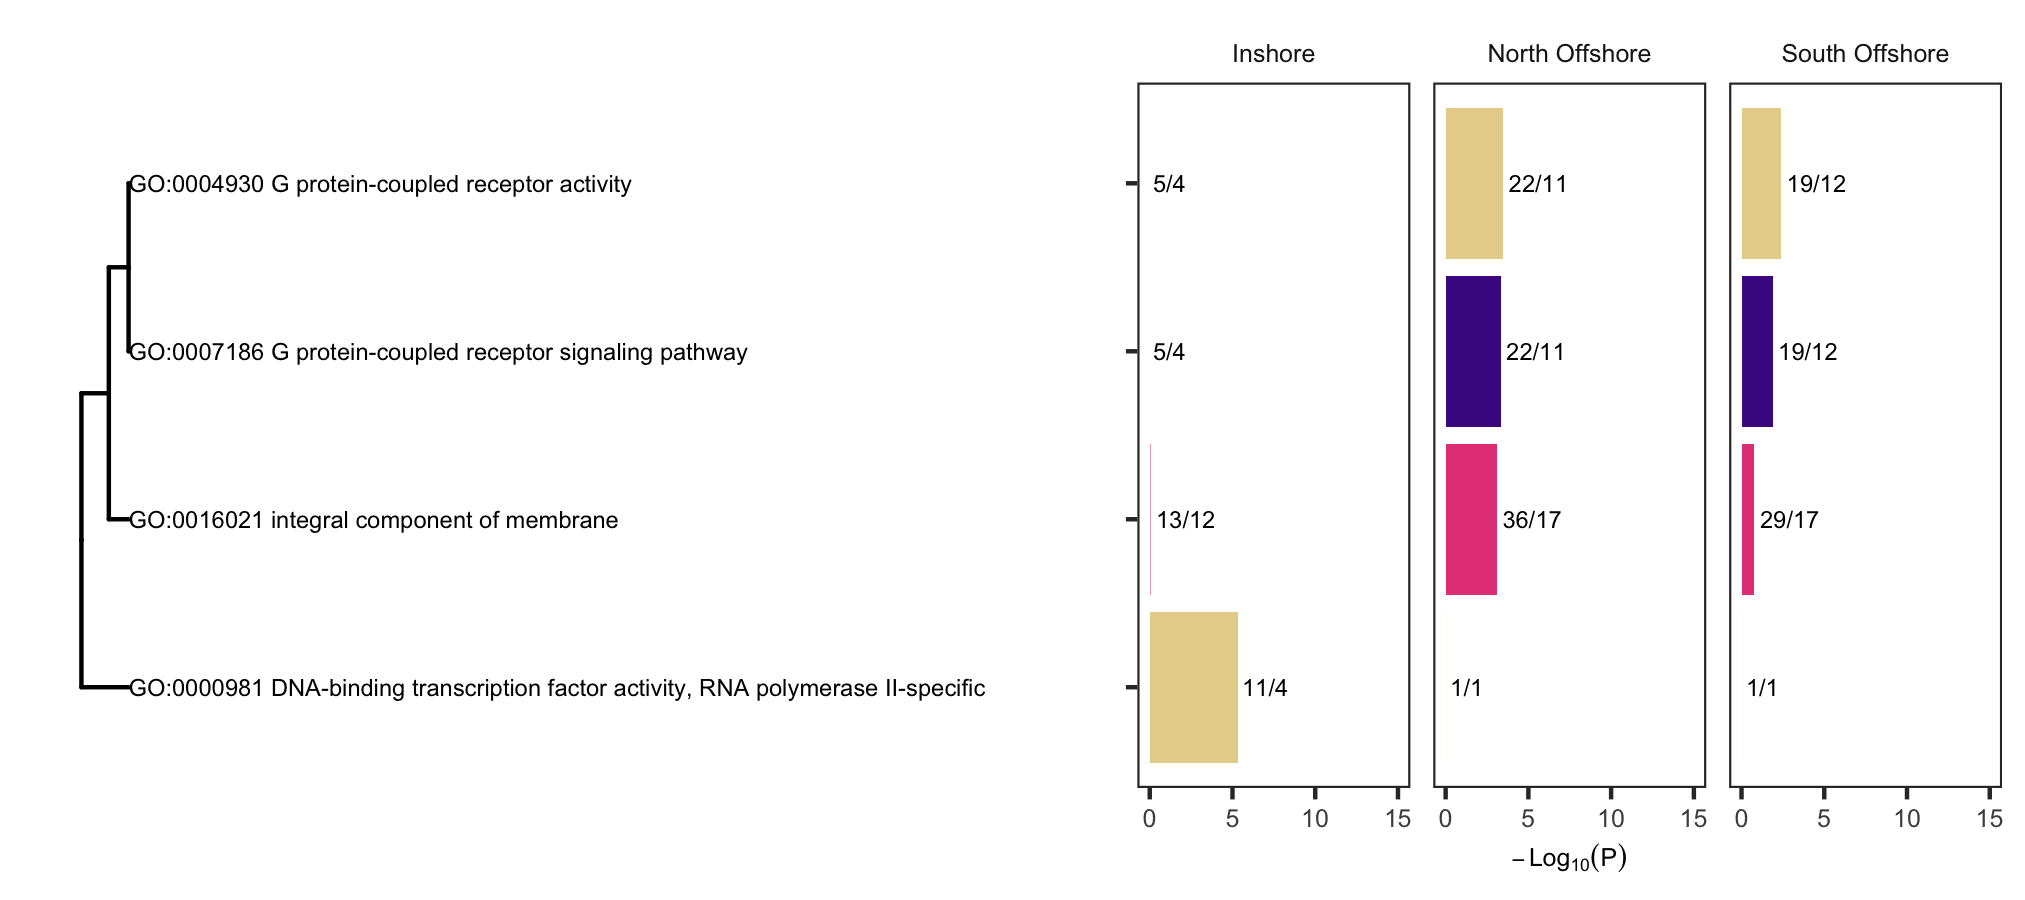 Inshore North Offshore South Offshore
GO:0004930 G protein-coupled receptor activity 5/4 22/11 19/12
GO:0007186 G protein-coupled receptor signaling pathway 5/4 22/11 19/12
GO:0016021 integral component of membrane 13/12 36/17 29/17
GO:0000981 DNA-binding transcription factor activity, RNA polymerase II-specific 11/4 1/1 1/1
0 5 10 15 0 5 10 15 0 5 10 15
−Log₁₀(P)